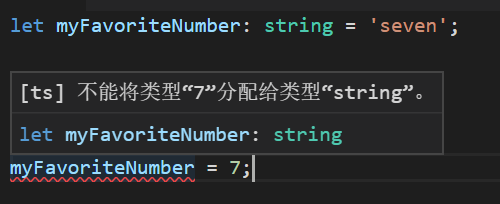 let myFavoriteNumber: string = 'seven';
[ts] 不能将类型“7”分配给类型“string”。
let myFavoriteNumber: string
myFavoriteNumber = 7;